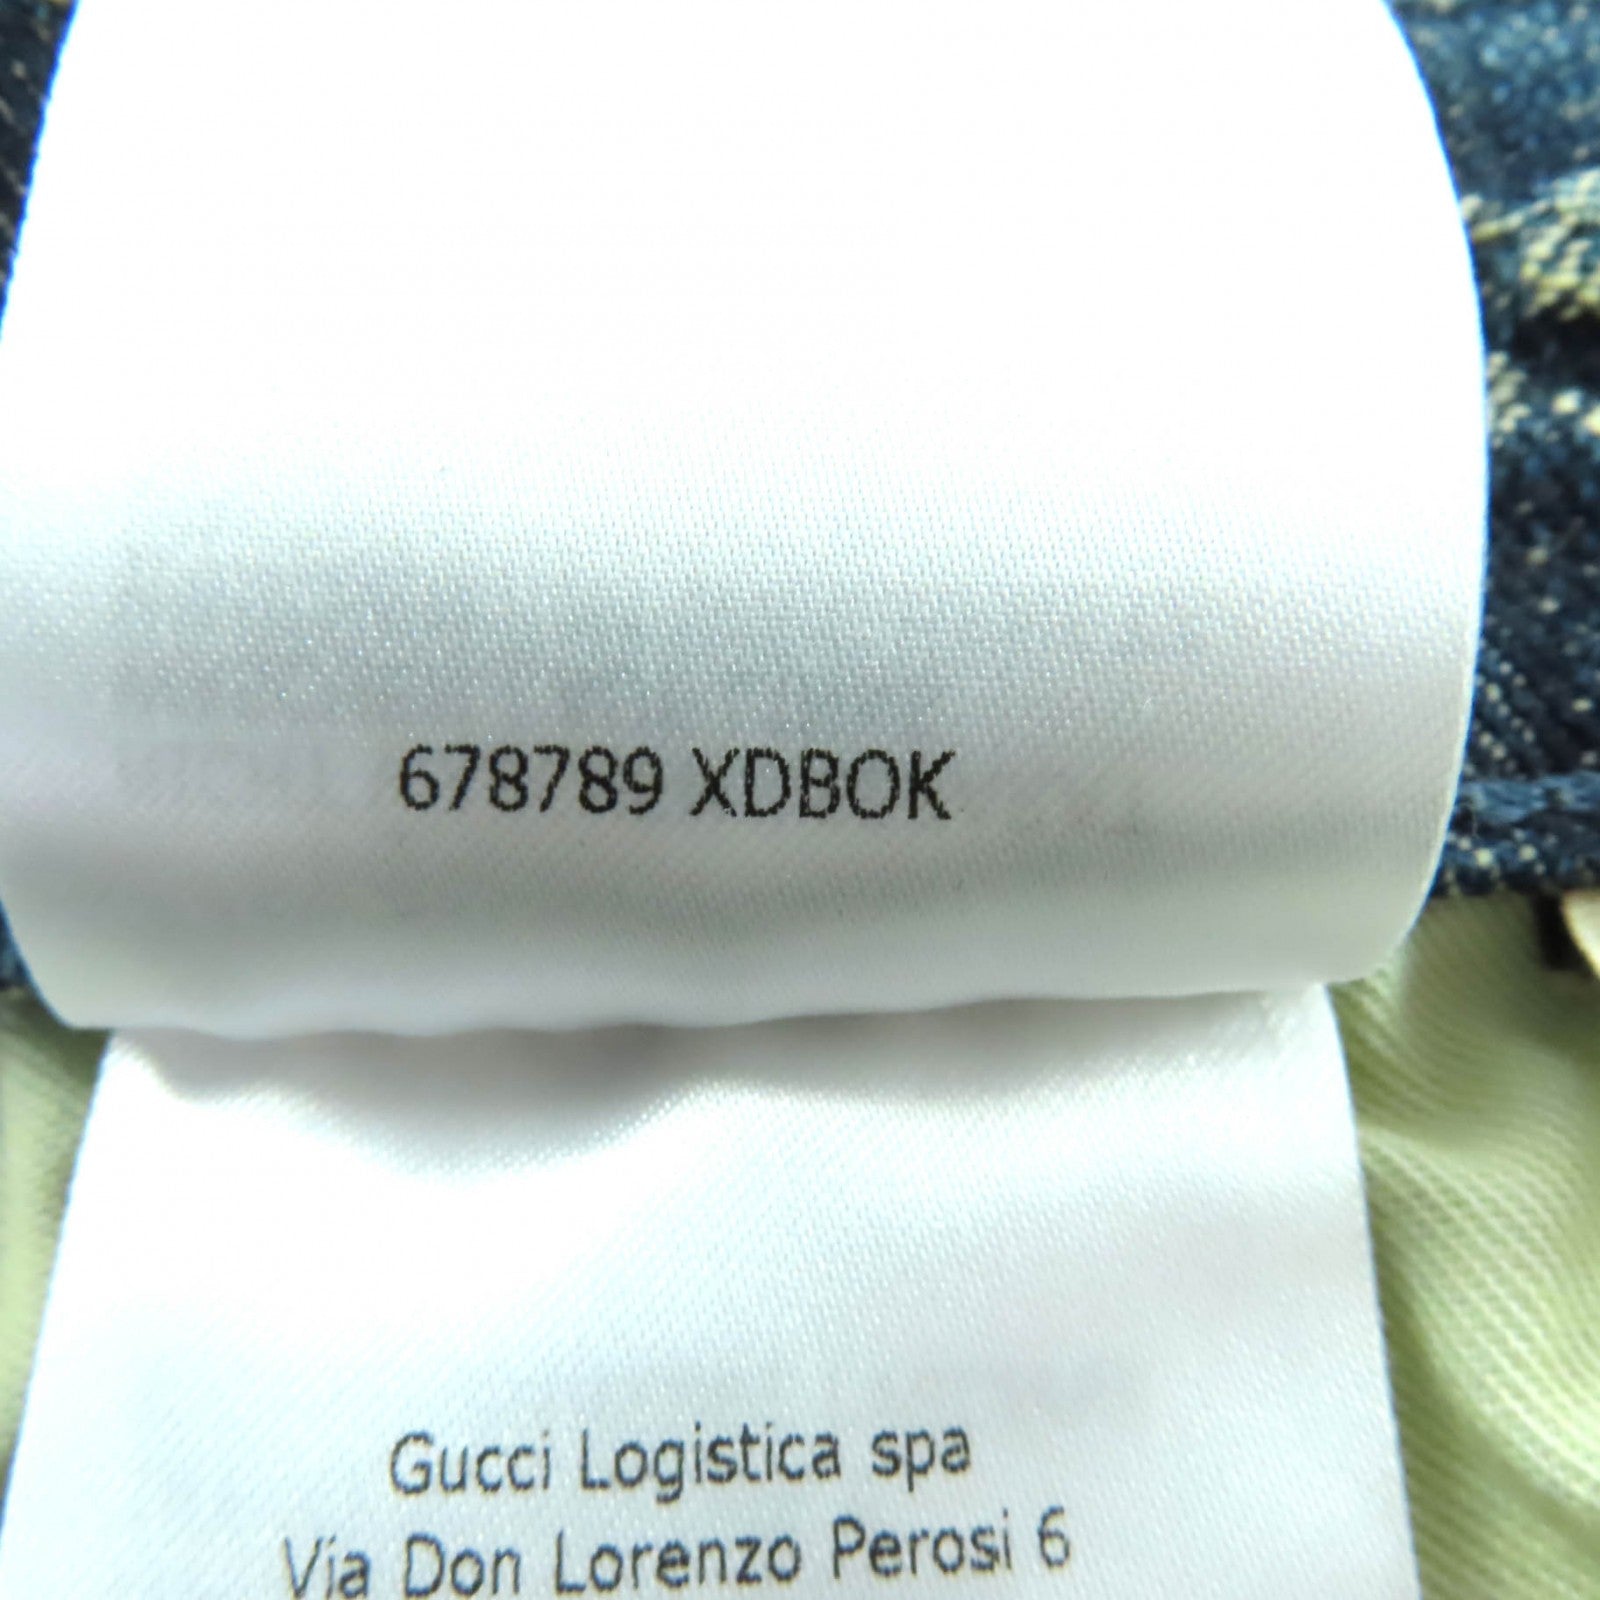 678789 XDBOK
Gucci Logistica spa
Via Don Lorenzo Perosi 6